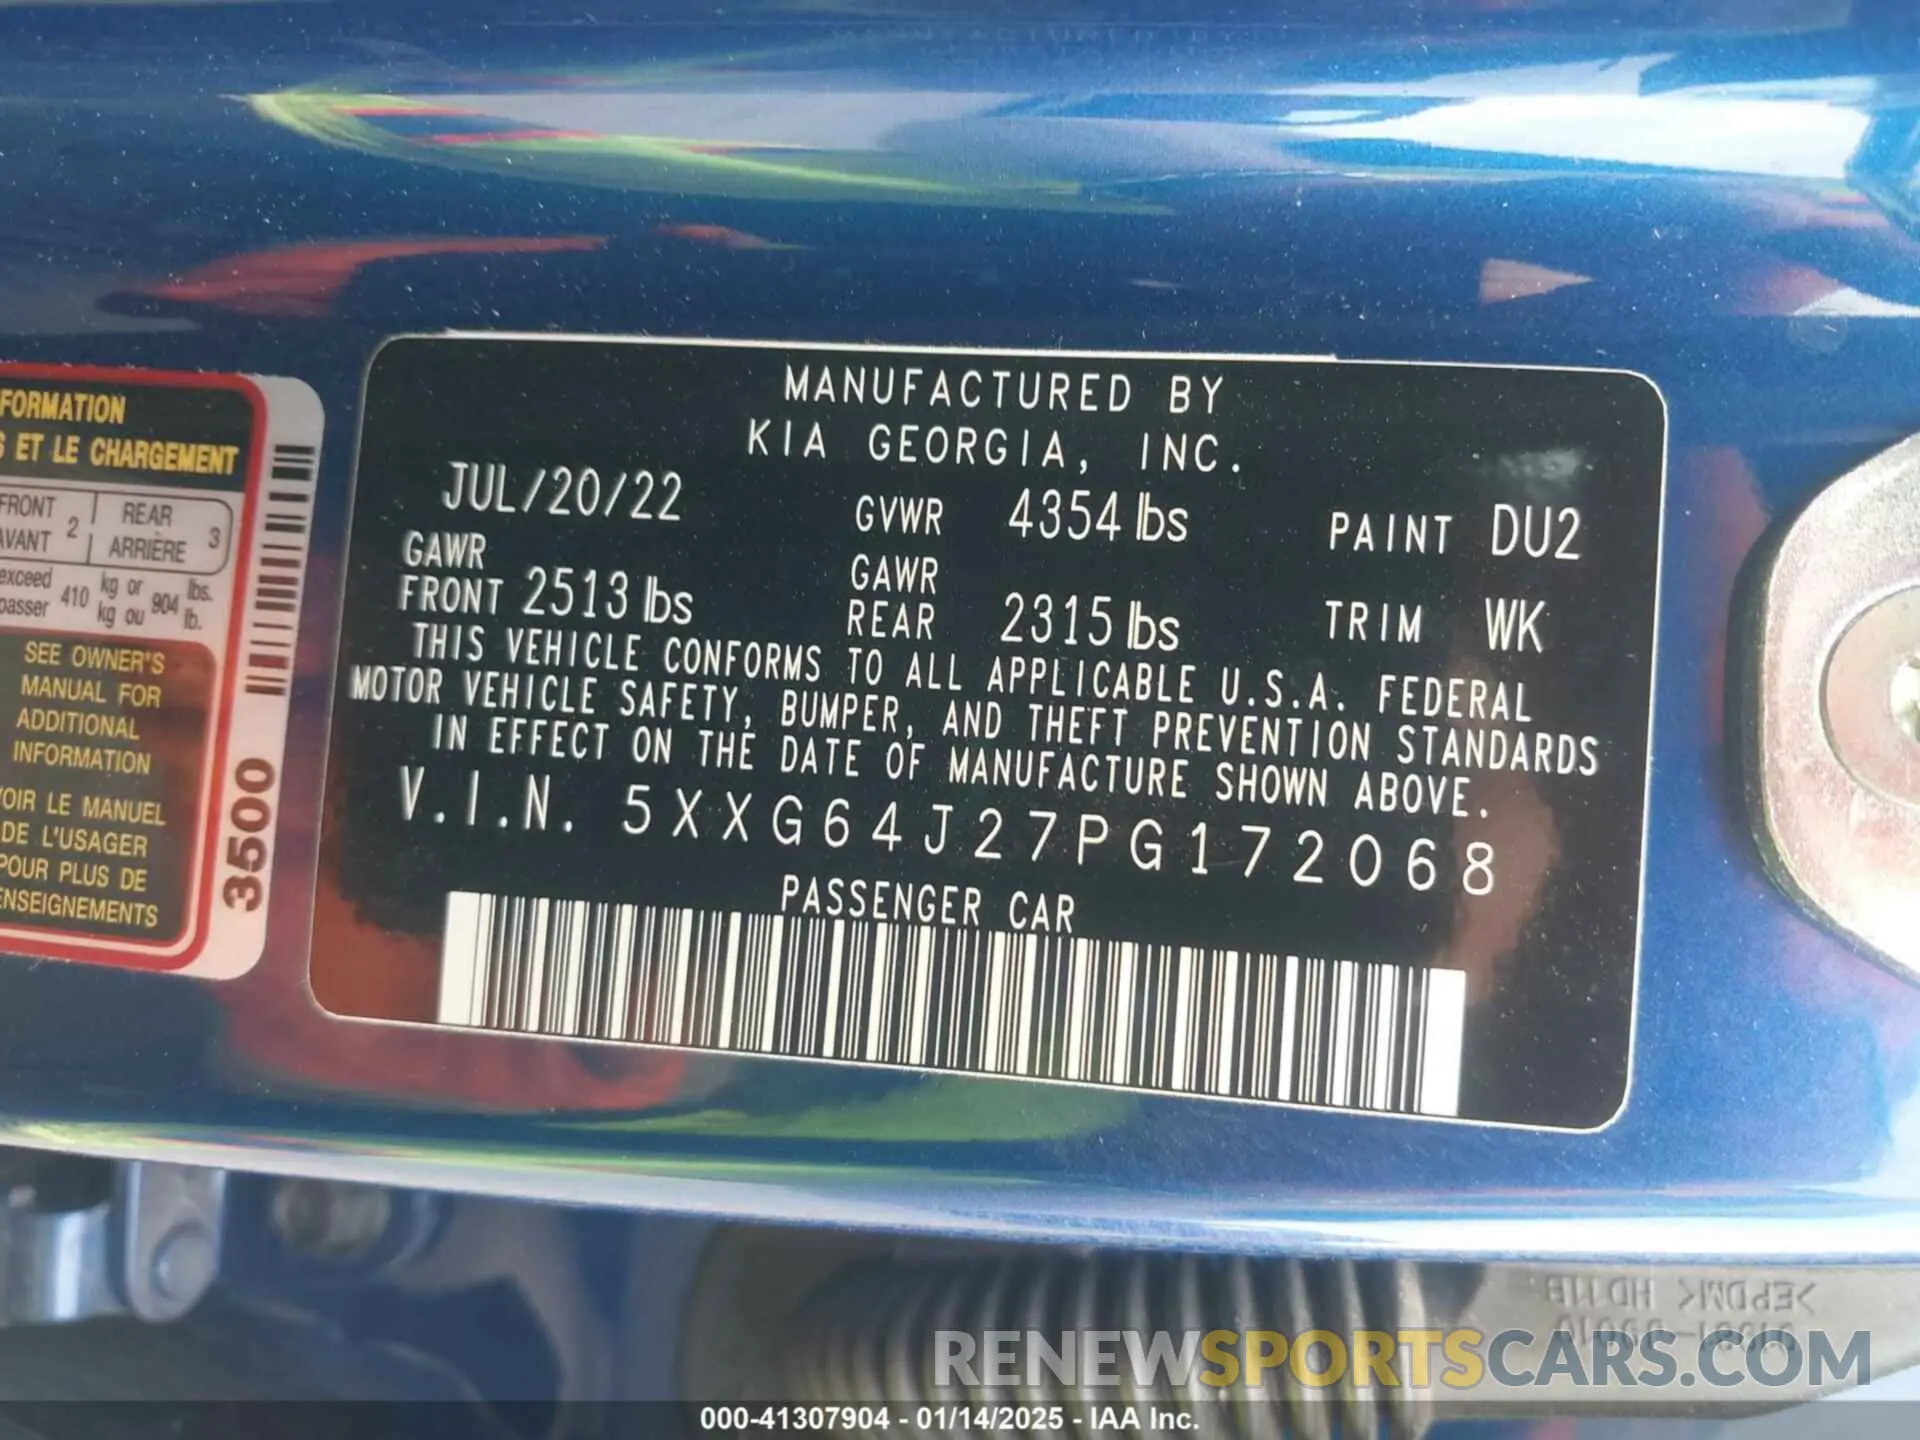 MANUFACTURED BY
KIA GEORGIA, INC.
JUL/20/22 GVWR 4354 lbs PAINT DU2
GAWR FRONT 2513 lbs GAWR REAR 2315 lbs TRIM WK
THIS VEHICLE CONFORMS TO ALL APPLICABLE U.S.A. FEDERAL
MOTOR VEHICLE SAFETY, BUMPER, AND THEFT PREVENTION STANDARDS
IN EFFECT ON THE DATE OF MANUFACTURE SHOWN ABOVE.
V.I.N. 5XXG64J27PG172068
PASSENGER CAR
FORMATION
S ET LE CHARGEMENT
FRONT 2 REAR 3
AVANT ARRIÈRE
exceed 410 kg or 904 lbs.
passer kg ou lb.
SEE OWNER'S
MANUAL FOR
ADDITIONAL
INFORMATION
OIR LE MANUEL
DE L'USAGER
POUR PLUS DE
ENSEIGNEMENTS
3500
>EPDM< HD11B
RENEWSPORTSCARS.COM
000-41307904 - 01/14/2025 - IAA Inc.